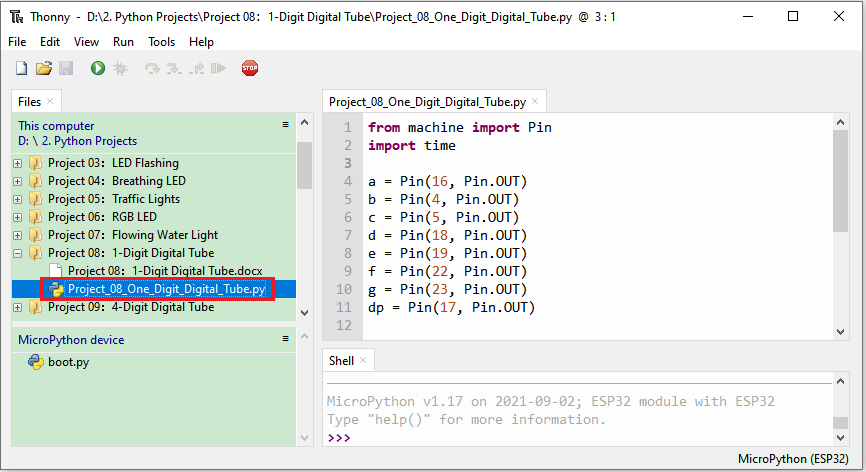 Thonny - D:\2. Python Projects\Project 08: 1-Digit Digital Tube\Project_08_One_Digit_Digital_Tube.py @ 3 : 1
File Edit View Run Tools Help
STOP
Files
This computer
D: \ 2. Python Projects
Project 03: LED Flashing
Project 04: Breathing LED
Project 05: Traffic Lights
Project 06: RGB LED
Project 07: Flowing Water Light
Project 08: 1-Digit Digital Tube
Project 08: 1-Digit Digital Tube.docx
Project_08_One_Digit_Digital_Tube.py
Project 09: 4-Digit Digital Tube
MicroPython device
boot.py
Project_08_One_Digit_Digital_Tube.py
1 from machine import Pin
2 import time
3
4 a = Pin(16, Pin.OUT)
5 b = Pin(4, Pin.OUT)
6 c = Pin(5, Pin.OUT)
7 d = Pin(18, Pin.OUT)
8 e = Pin(19, Pin.OUT)
9 f = Pin(22, Pin.OUT)
10 g = Pin(23, Pin.OUT)
11 dp = Pin(17, Pin.OUT)
12
Shell
MicroPython v1.17 on 2021-09-02; ESP32 module with ESP32
Type "help()" for more information.
>>>
MicroPython (ESP32)